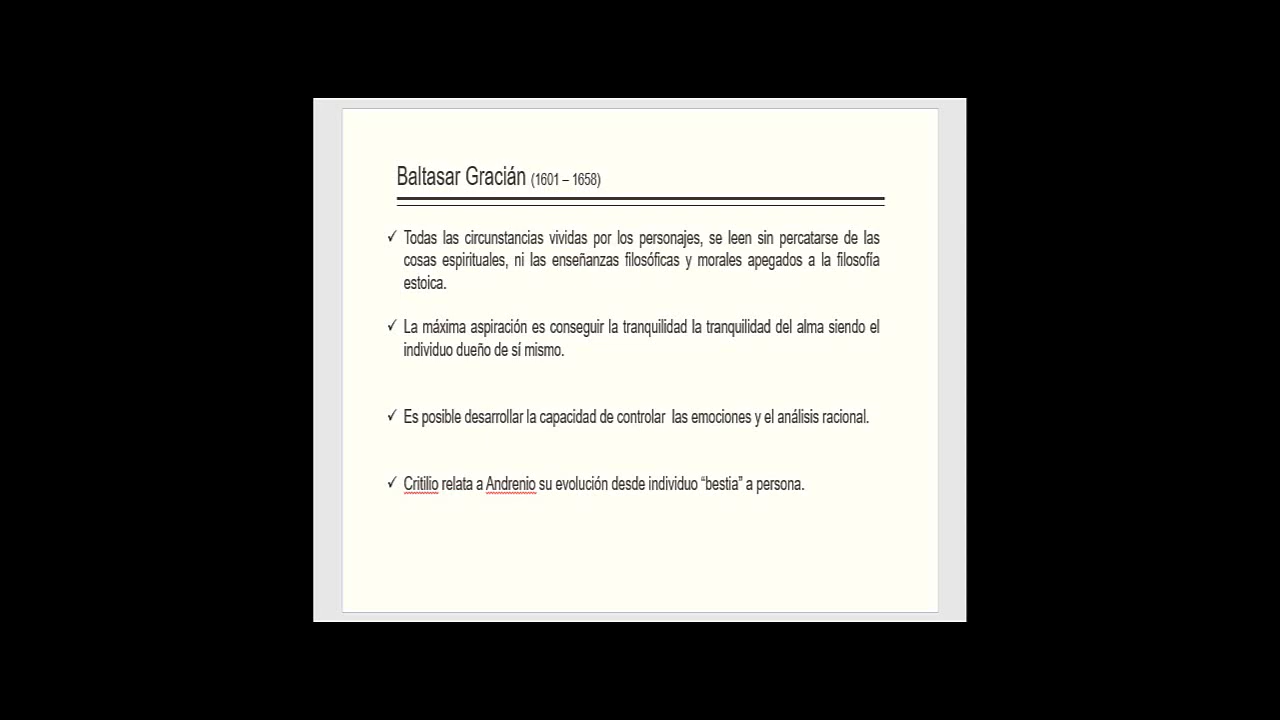 Baltasar Gracián (1601 – 1658)
✓ Todas las circunstancias vividas por los personajes, se leen sin percatarse de las
cosas espirituales, ni las enseñanzas filosóficas y morales apegados a la filosofía
estoica.
✓ La máxima aspiración es conseguir la tranquilidad la tranquilidad del alma siendo el
individuo dueño de sí mismo.
✓ Es posible desarrollar la capacidad de controlar  las emociones y el análisis racional.
✓ Critilio relata a Andrenio su evolución desde individuo “bestia” a persona.